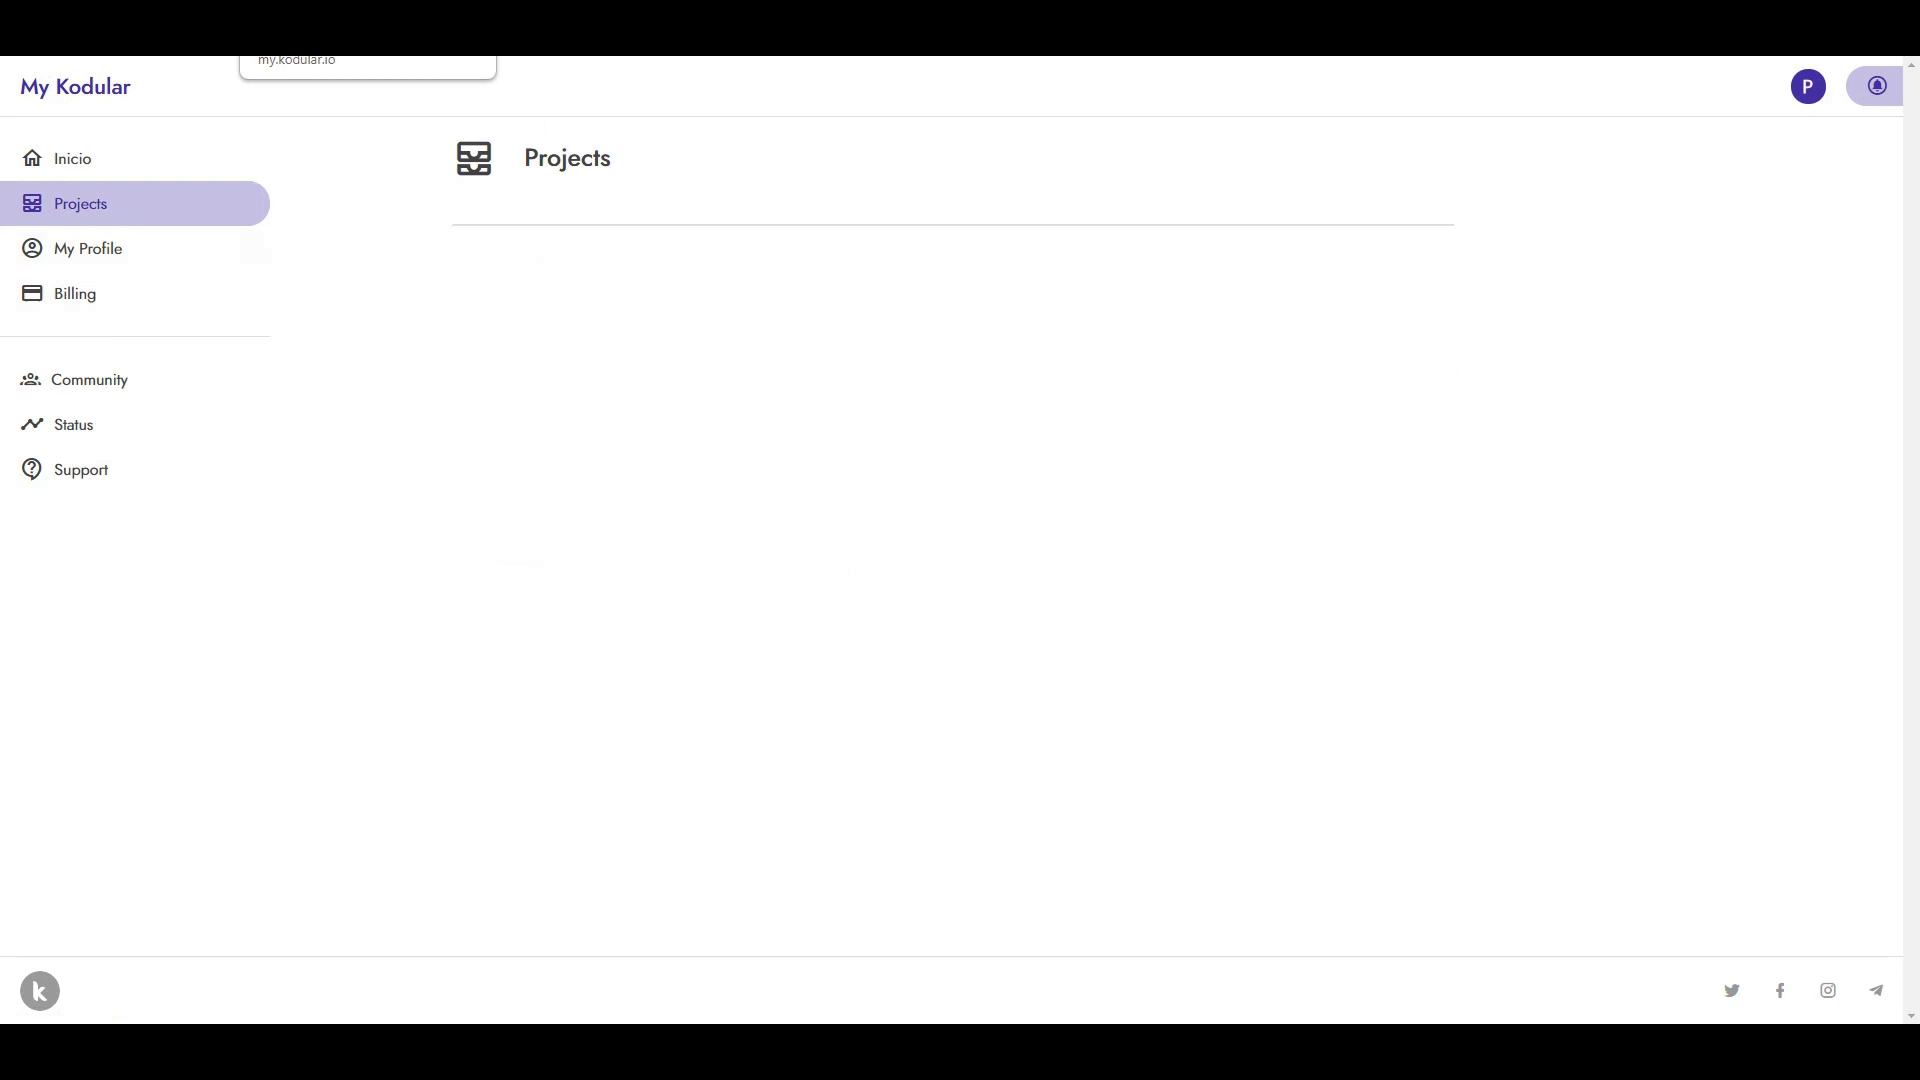 my.kodular.io
My Kodular
P
Inicio
Projects
My Profile
Billing
Community
Status
Support
Projects
k